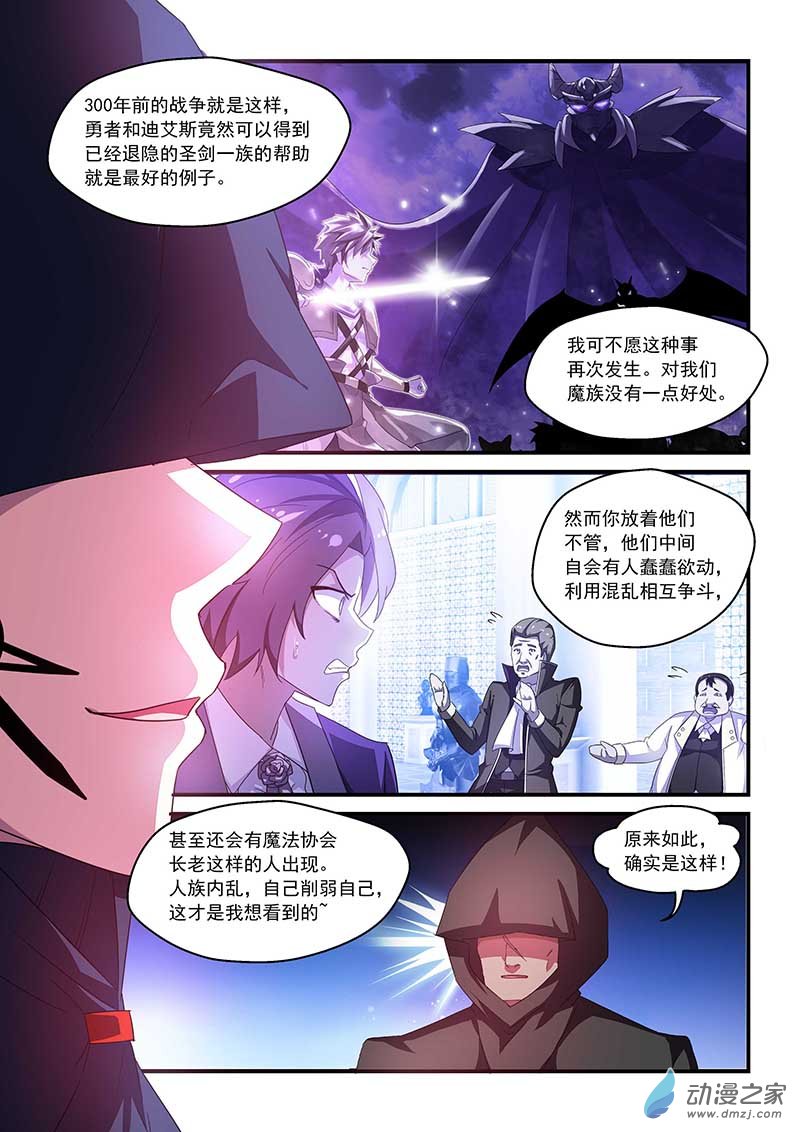 300年前的战争就是这样，
勇者和迪艾斯竟然可以得到
已经退隐的圣剑一族的帮助
就是最好的例子。
我可不愿这种事
再次发生。对我们
魔族没有一点好处。
然而你放着他们
不管，他们中间
自会有人蠢蠢欲动，
利用混乱相互争斗，
甚至还会有魔法协会
长老这样的人出现。
人族内乱，自己削弱自己，
这才是我想看到的~
原来如此，
确实是这样！
动漫之家
www.dmzj.com